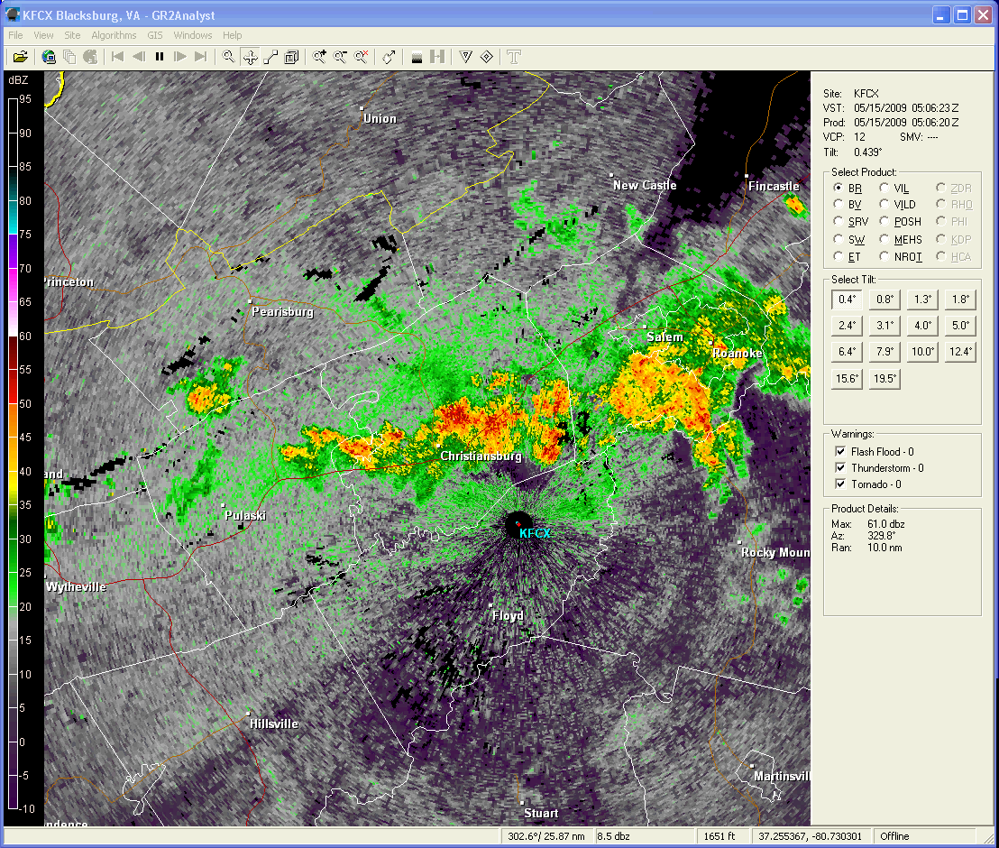 KFCX Blacksburg, VA - GR2Analyst
File View Site Algorithms GIS Windows Help
dBZ
95
90
85
80
75
70
65
60
55
50
45
40
35
30
25
20
15
10
5
0
-5
-10
Union
New Castle
Fincastle
rinceton
Pearisburg
Salem
Roanoke
Christiansburg
and
Pulaski
KFCX
Rocky Moun
Wytheville
Floyd
Hillsville
Martinsvill
Stuart
ndence
Site: KFCX
VST: 05/15/2009 05:06:23 Z
Prod: 05/15/2009 05:06:20 Z
VCP: 12 SMV: ----
Tilt: 0.439°
Select Product:
BR VIL ZDR
BV VILD RHO
SRV POSH PHI
SW MEHS KDP
ET NROT HCA
Select Tilt:
0.4° 0.8° 1.3° 1.8°
2.4° 3.1° 4.0° 5.0°
6.4° 7.9° 10.0° 12.4°
15.6° 19.5°
Warnings:
Flash Flood - 0
Thunderstorm - 0
Tornado - 0
Product Details:
Max: 61.0 dbz
Az: 329.8°
Ran: 10.0 nm
302.6°/ 25.87 nm 8.5 dbz 1651 ft 37.255367, -80.730301 Offline